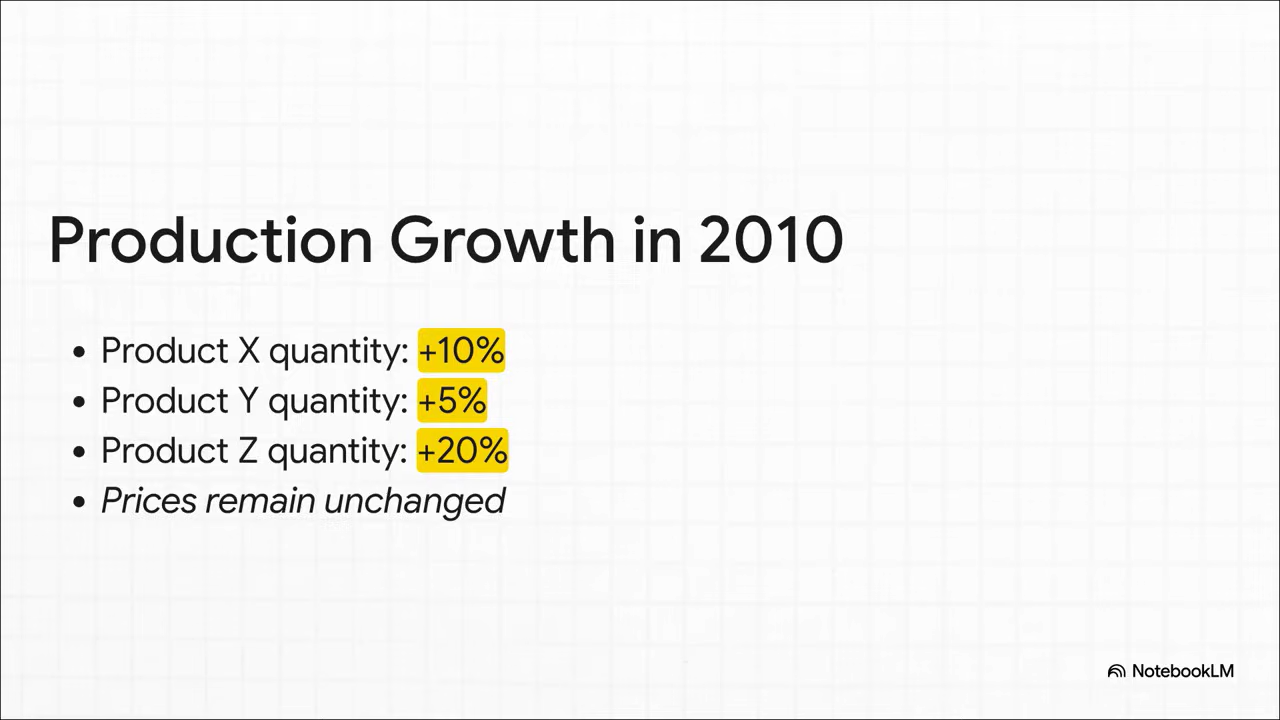 Production Growth in 2010
• Product X quantity: +10%
• Product Y quantity: +5%
• Product Z quantity: +20%
• Prices remain unchanged
NotebookLM